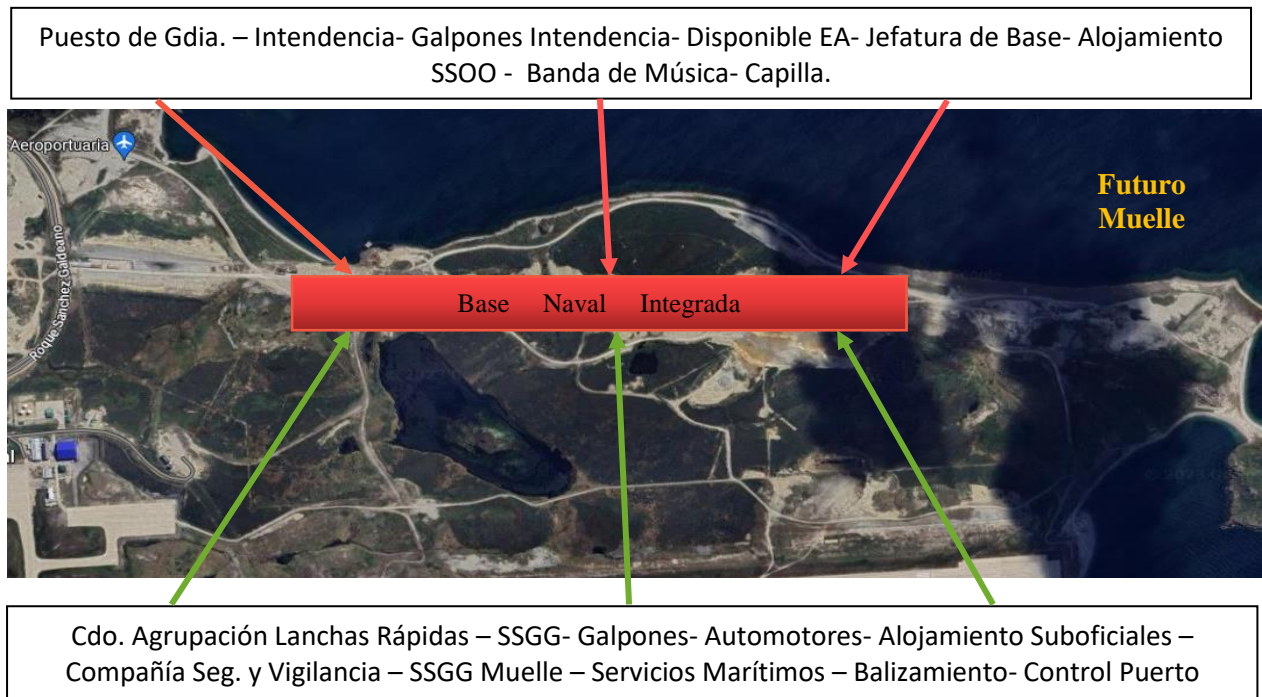 Puesto de Gdia. – Intendencia- Galpones Intendencia- Disponible EA- Jefatura de Base- Alojamiento
SSOO - Banda de Música- Capilla.
Aeroportuaria
Futuro
Muelle
Roque Sanchez Galdeano
Base Naval Integrada
Cdo. Agrupación Lanchas Rápidas – SSGG- Galpones- Automotores- Alojamiento Suboficiales –
Compañía Seg. y Vigilancia – SSGG Muelle – Servicios Marítimos – Balizamiento- Control Puerto